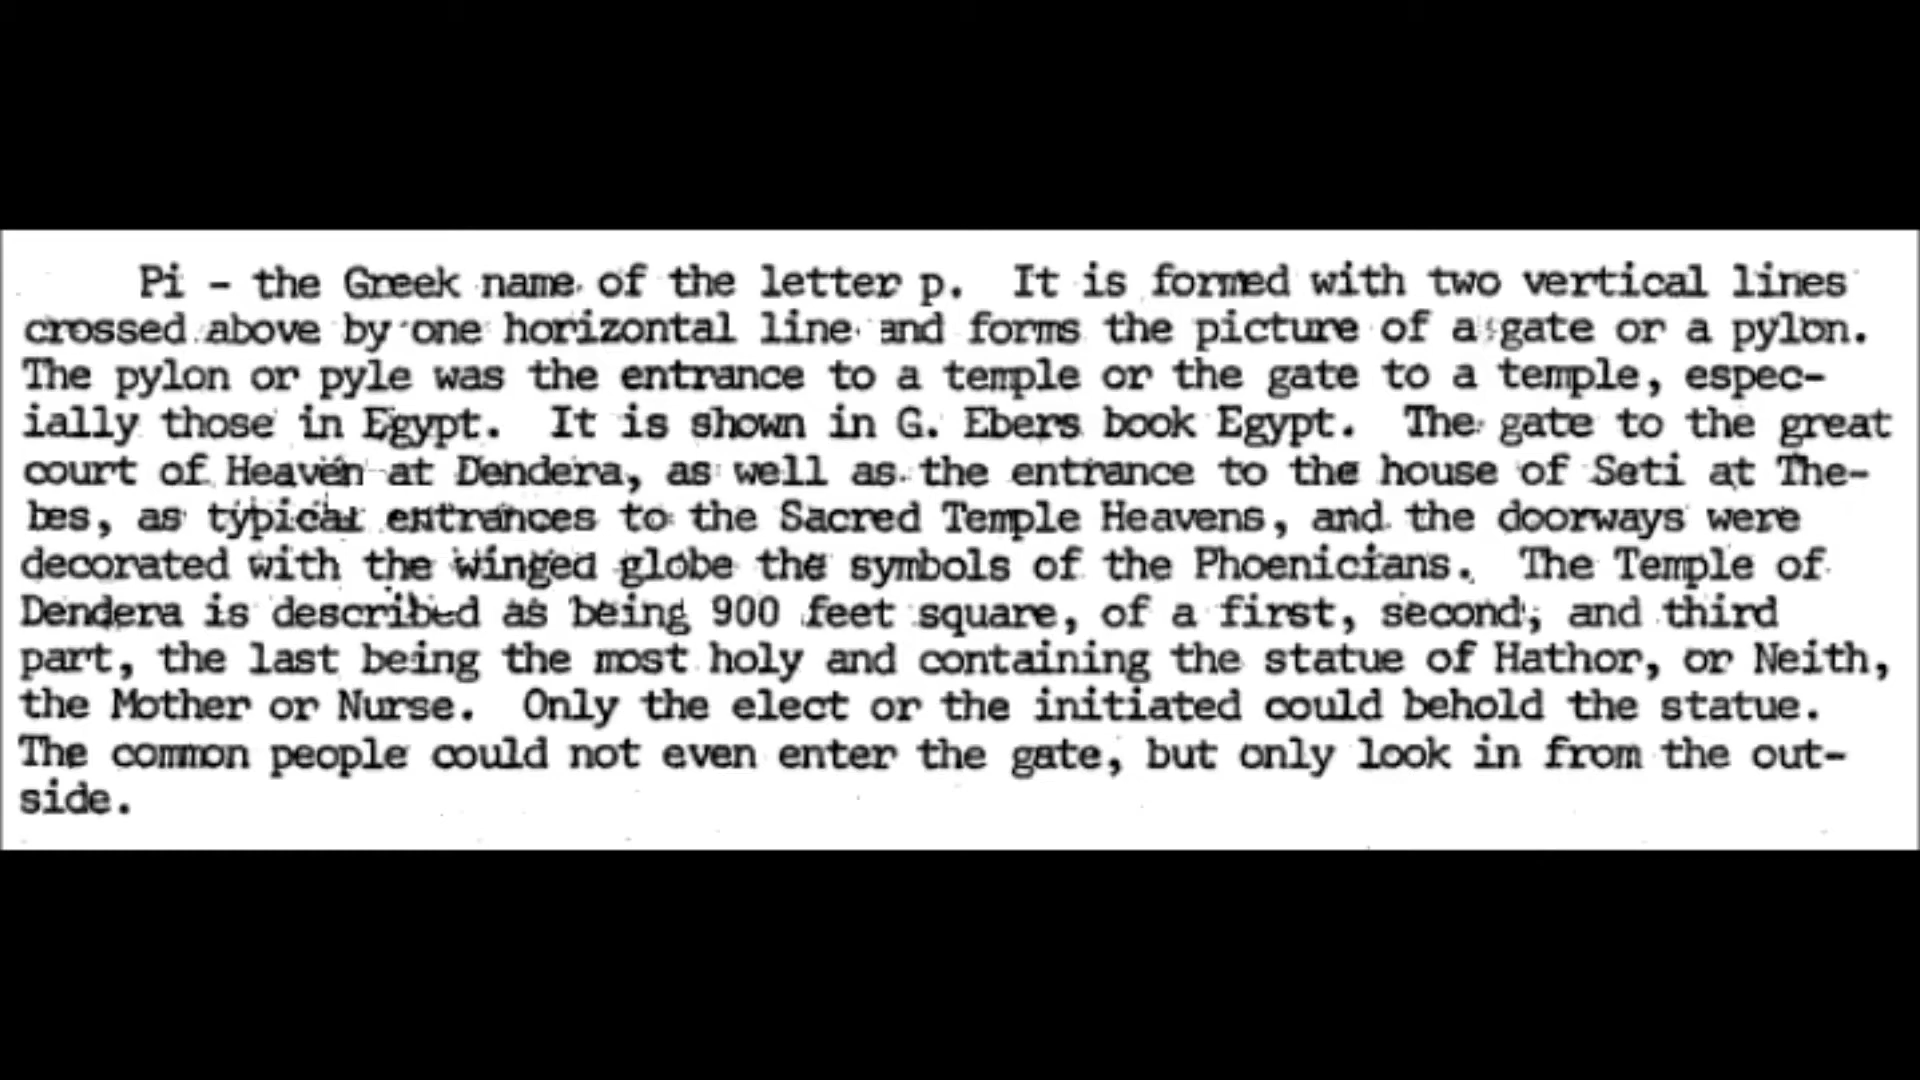 Pi - the Greek name of the letter p. It is formed with two vertical lines
crossed above by one horizontal line and forms the picture of a gate or a pylon.
The pylon or pyle was the entrance to a temple or the gate to a temple, espec-
ially those in Egypt. It is shown in G. Ebers book Egypt. The gate to the great
court of Heaven at Dendera, as well as the entrance to the house of Seti at The-
bes, as typical entrances to the Sacred Temple Heavens, and the doorways were
decorated with the winged globe the symbols of the Phoenicians. The Temple of
Dendera is described as being 900 feet square, of a first, second, and third
part, the last being the most holy and containing the statue of Hathor, or Neith,
the Mother or Nurse. Only the elect or the initiated could behold the statue.
The common people could not even enter the gate, but only look in from the out-
side.